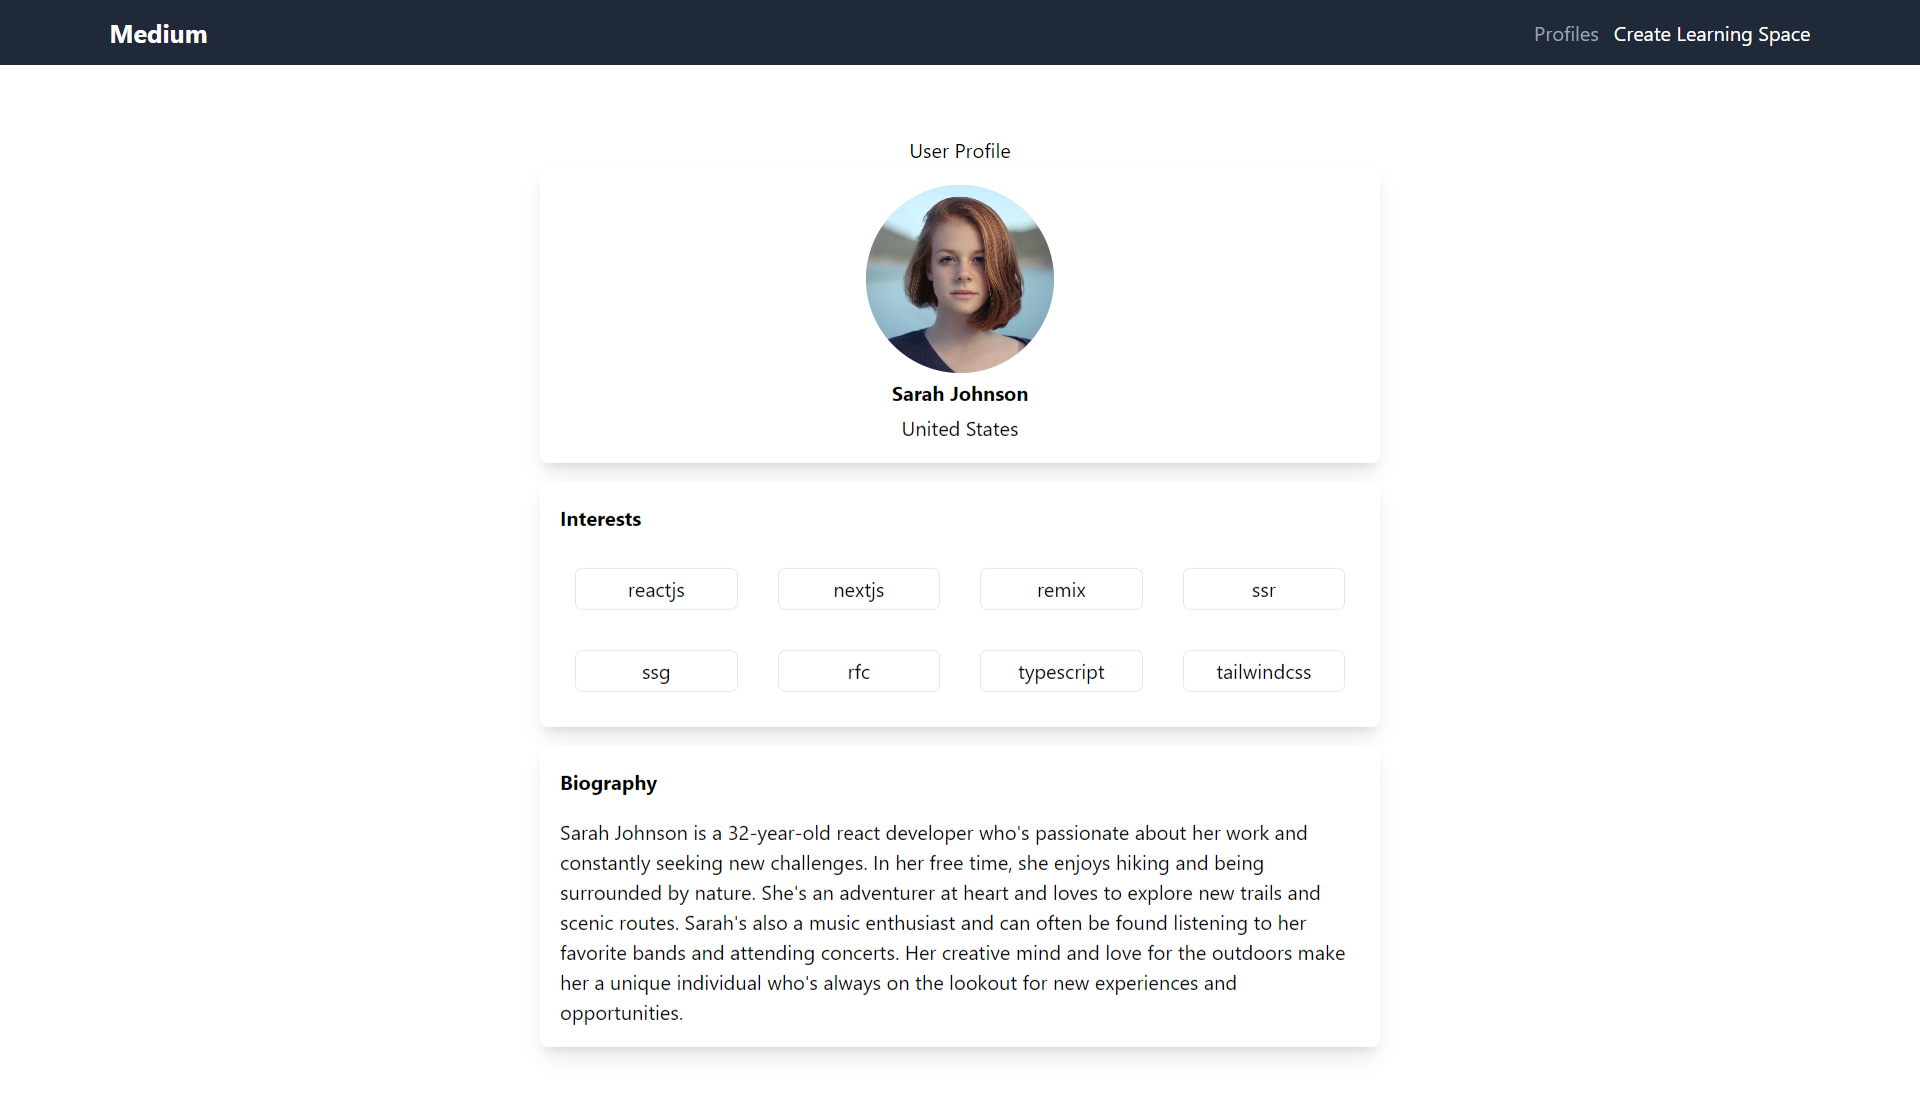 Medium
Profiles Create Learning Space
User Profile
Sarah Johnson
United States
Interests
reactjs nextjs remix ssr
ssg rfc typescript tailwindcss
Biography
Sarah Johnson is a 32-year-old react developer who's passionate about her work and
constantly seeking new challenges. In her free time, she enjoys hiking and being
surrounded by nature. She's an adventurer at heart and loves to explore new trails and
scenic routes. Sarah's also a music enthusiast and can often be found listening to her
favorite bands and attending concerts. Her creative mind and love for the outdoors make
her a unique individual who's always on the lookout for new experiences and
opportunities.